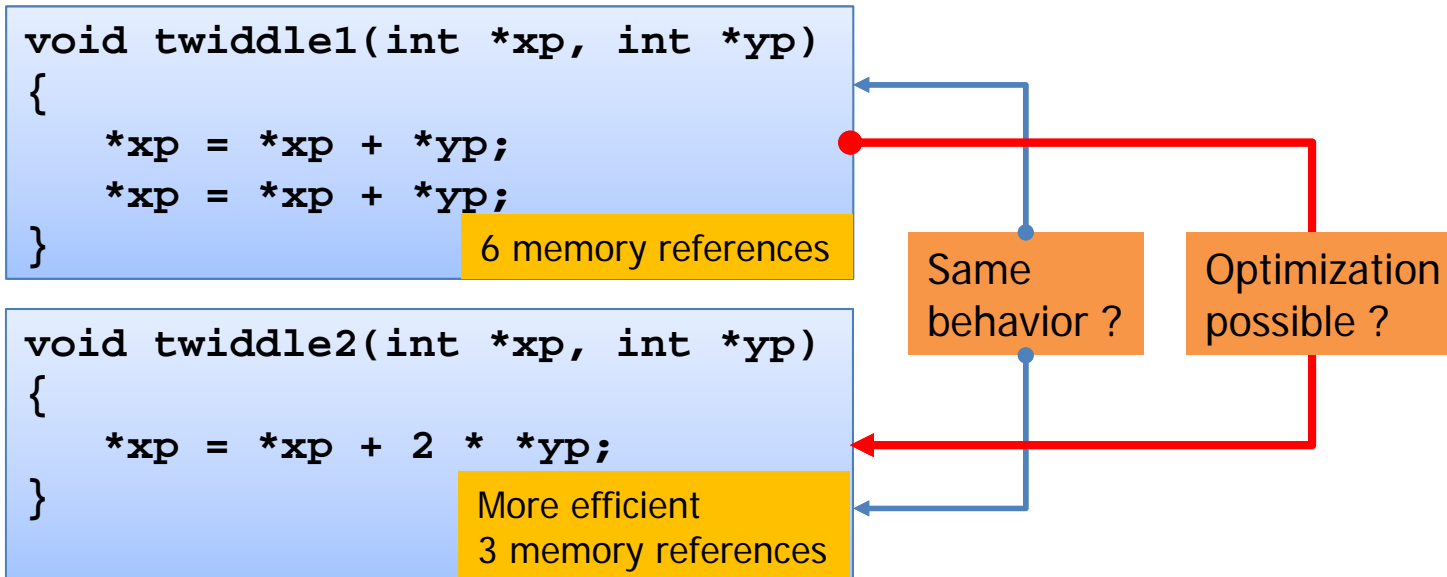 void twiddle1(int *xp, int *yp)
{
*xp = *xp + *yp;
*xp = *xp + *yp;
}
6 memory references
Same
behavior ?
Optimization
possible ?
void twiddle2(int *xp, int *yp)
{
*xp = *xp + 2 * *yp;
}
More efficient
3 memory references